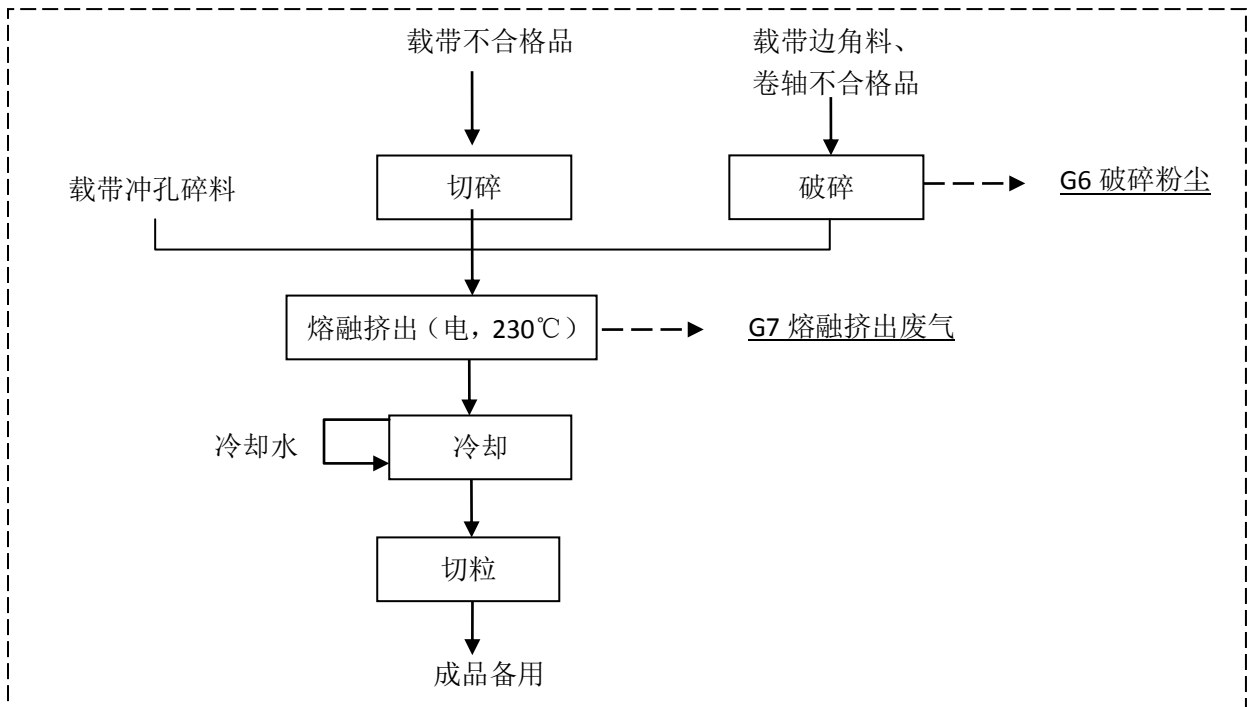 载带不合格品
载带边角料、
卷轴不合格品
载带冲孔碎料
切碎
破碎
G6 破碎粉尘
熔融挤出（电，230℃）
G7 熔融挤出废气
冷却水
冷却
切粒
成品备用